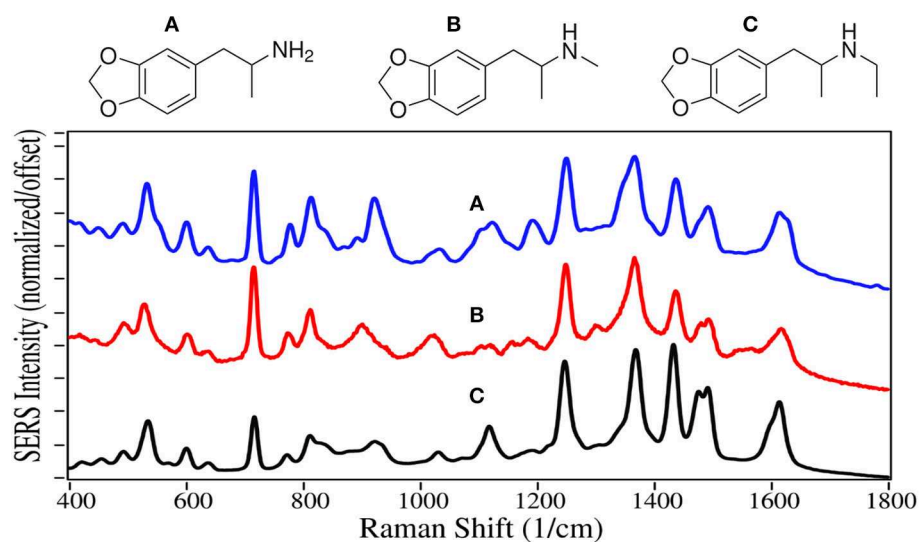 A B C
O O NH2
O O H N
O O H N
SERS Intensity (normalized/offset)
A
B
C
400 600 800 1000 1200 1400 1600 1800
Raman Shift (1/cm)